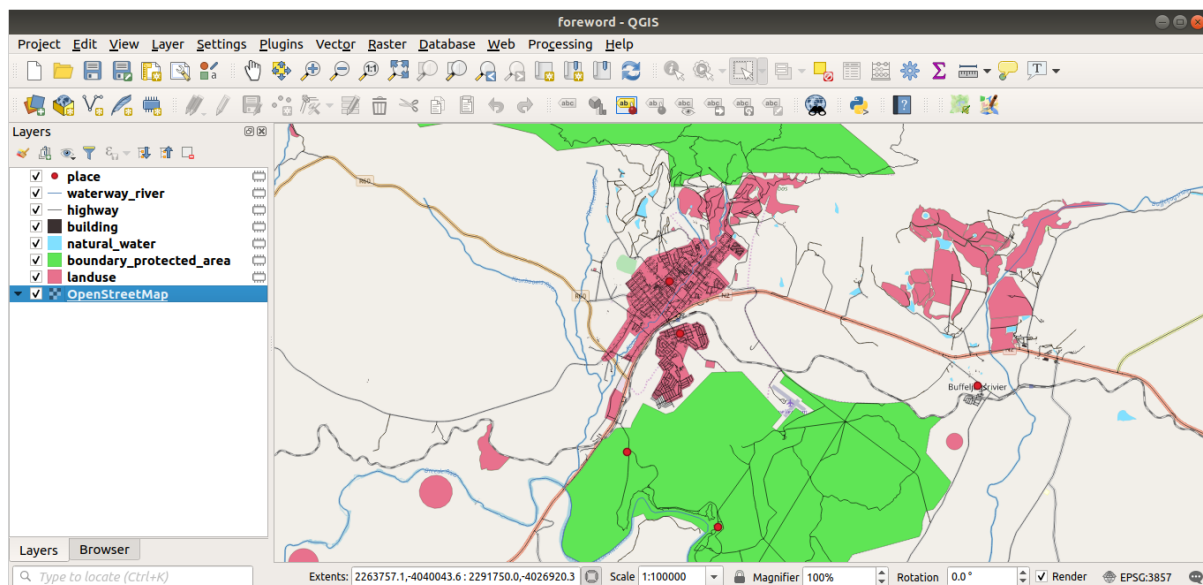 foreword - QGIS
Project Edit View Layer Settings Plugins Vector Raster Database Web Processing Help
Layers
place
waterway_river
highway
building
natural_water
boundary_protected_area
landuse
OpenStreetMap
R60
R60
N2
Buffeljagsrivier
Layers Browser
Type to locate (Ctrl+K)
Extents: 2263757.1,-4040043.6 : 2291750.0,-4026920.3 Scale 1:100000 Magnifier 100% Rotation 0.0 ° Render EPSG:3857